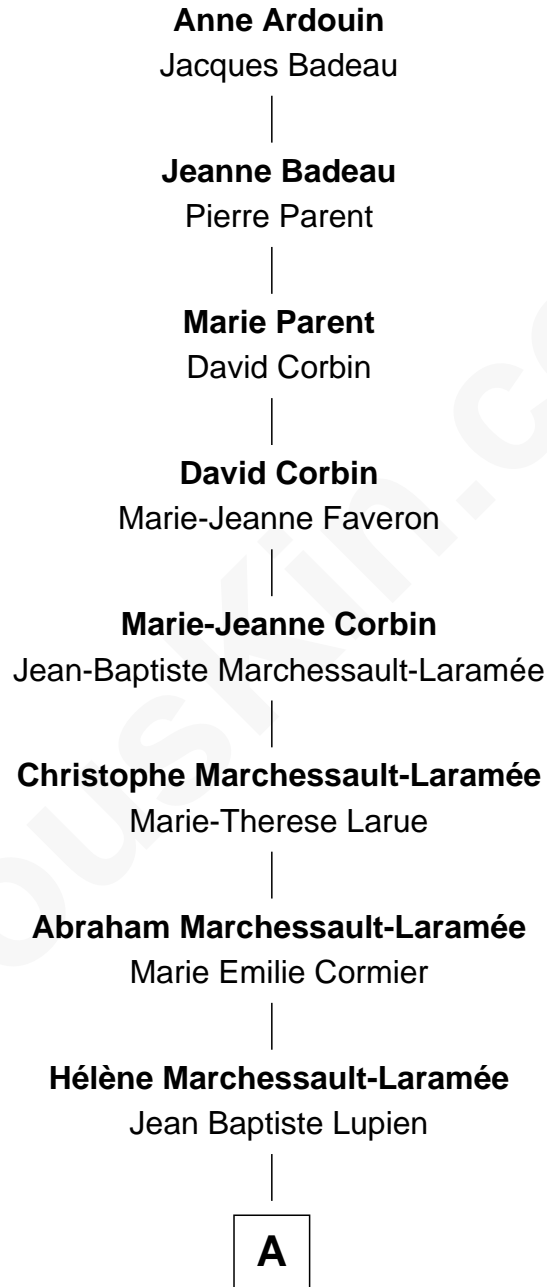 Anne Ardouin
Jacques Badeau
Jeanne Badeau
Pierre Parent
Marie Parent
David Corbin
David Corbin
Marie-Jeanne Faveron
Marie-Jeanne Corbin
Jean-Baptiste Marchessault-Laramée
Christophe Marchessault-Laramée
Marie-Therese Larue
Abraham Marchessault-Laramée
Marie Emilie Cormier
Hélène Marchessault-Laramée
Jean Baptiste Lupien
A